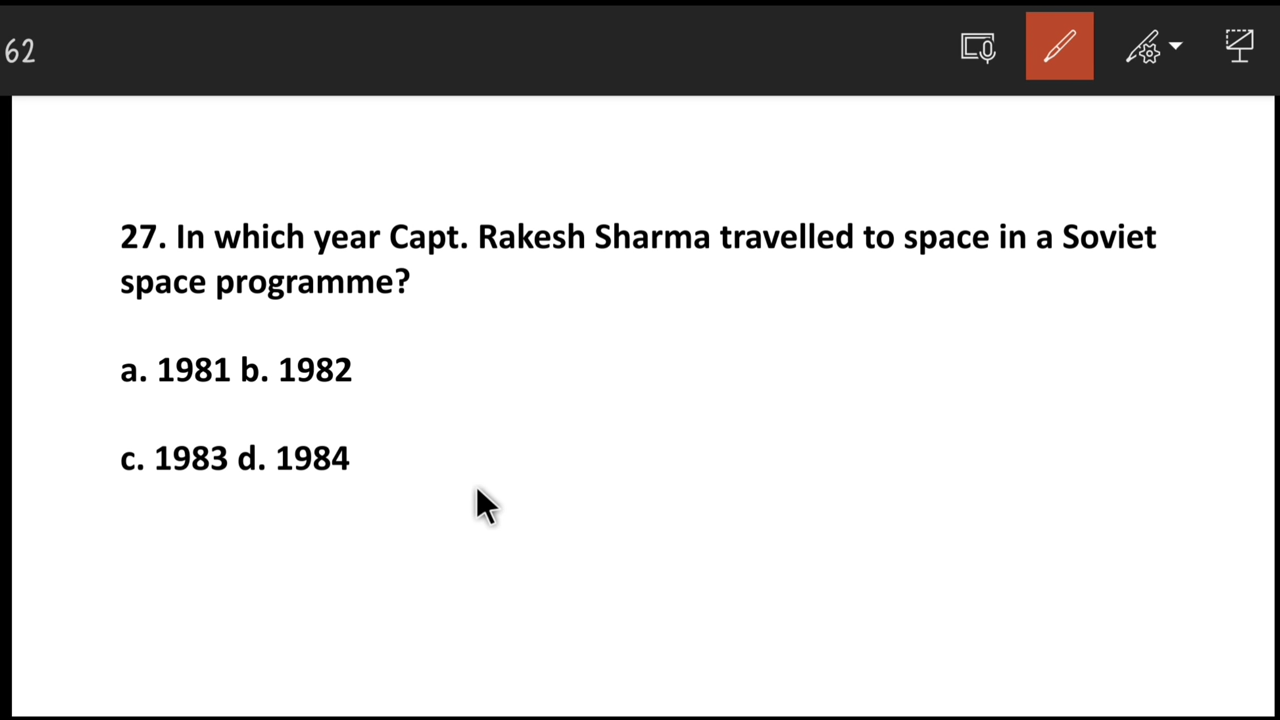 62
27. In which year Capt. Rakesh Sharma travelled to space in a Soviet
space programme?
a. 1981 b. 1982
c. 1983 d. 1984